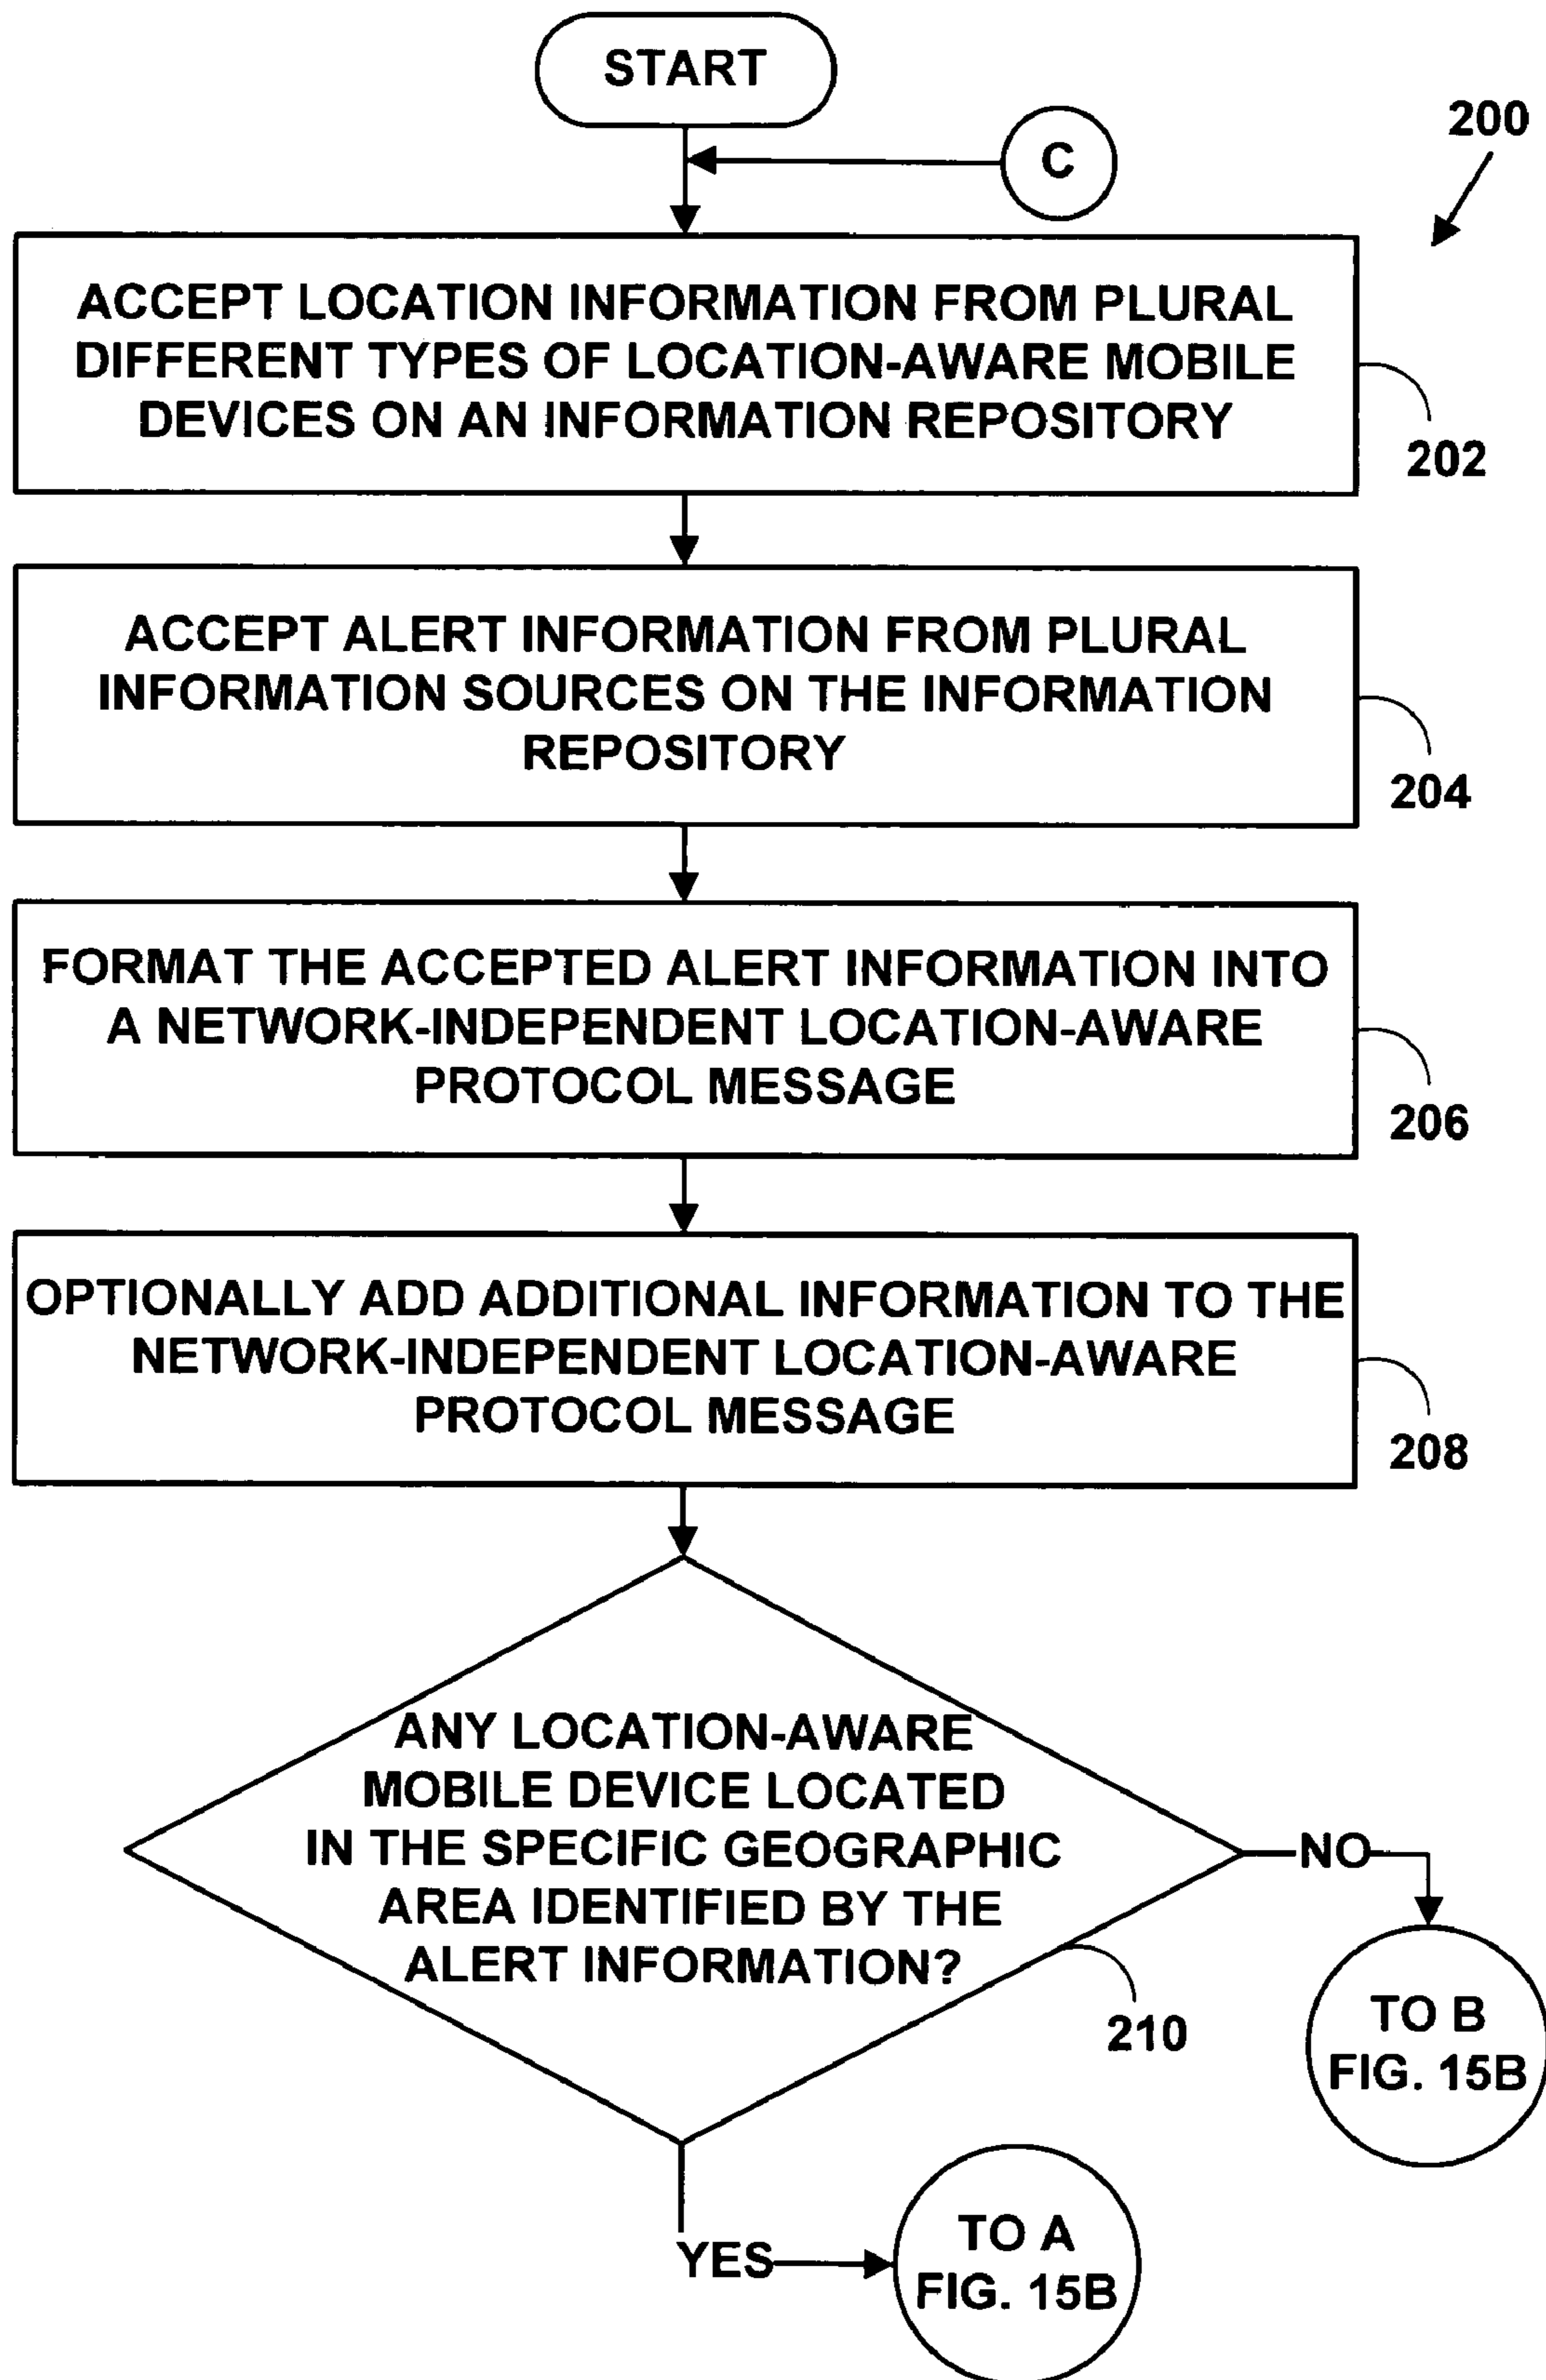 START
C
200
ACCEPT LOCATION INFORMATION FROM PLURAL
DIFFERENT TYPES OF LOCATION-AWARE MOBILE
DEVICES ON AN INFORMATION REPOSITORY
202
ACCEPT ALERT INFORMATION FROM PLURAL
INFORMATION SOURCES ON THE INFORMATION
REPOSITORY
204
FORMAT THE ACCEPTED ALERT INFORMATION INTO
A NETWORK-INDEPENDENT LOCATION-AWARE
PROTOCOL MESSAGE
206
OPTIONALLY ADD ADDITIONAL INFORMATION TO THE
NETWORK-INDEPENDENT LOCATION-AWARE
PROTOCOL MESSAGE
208
ANY LOCATION-AWARE
MOBILE DEVICE LOCATED
IN THE SPECIFIC GEOGRAPHIC
AREA IDENTIFIED BY THE
ALERT INFORMATION?
210
NO
TO B
FIG. 15B
YES
TO A
FIG. 15B